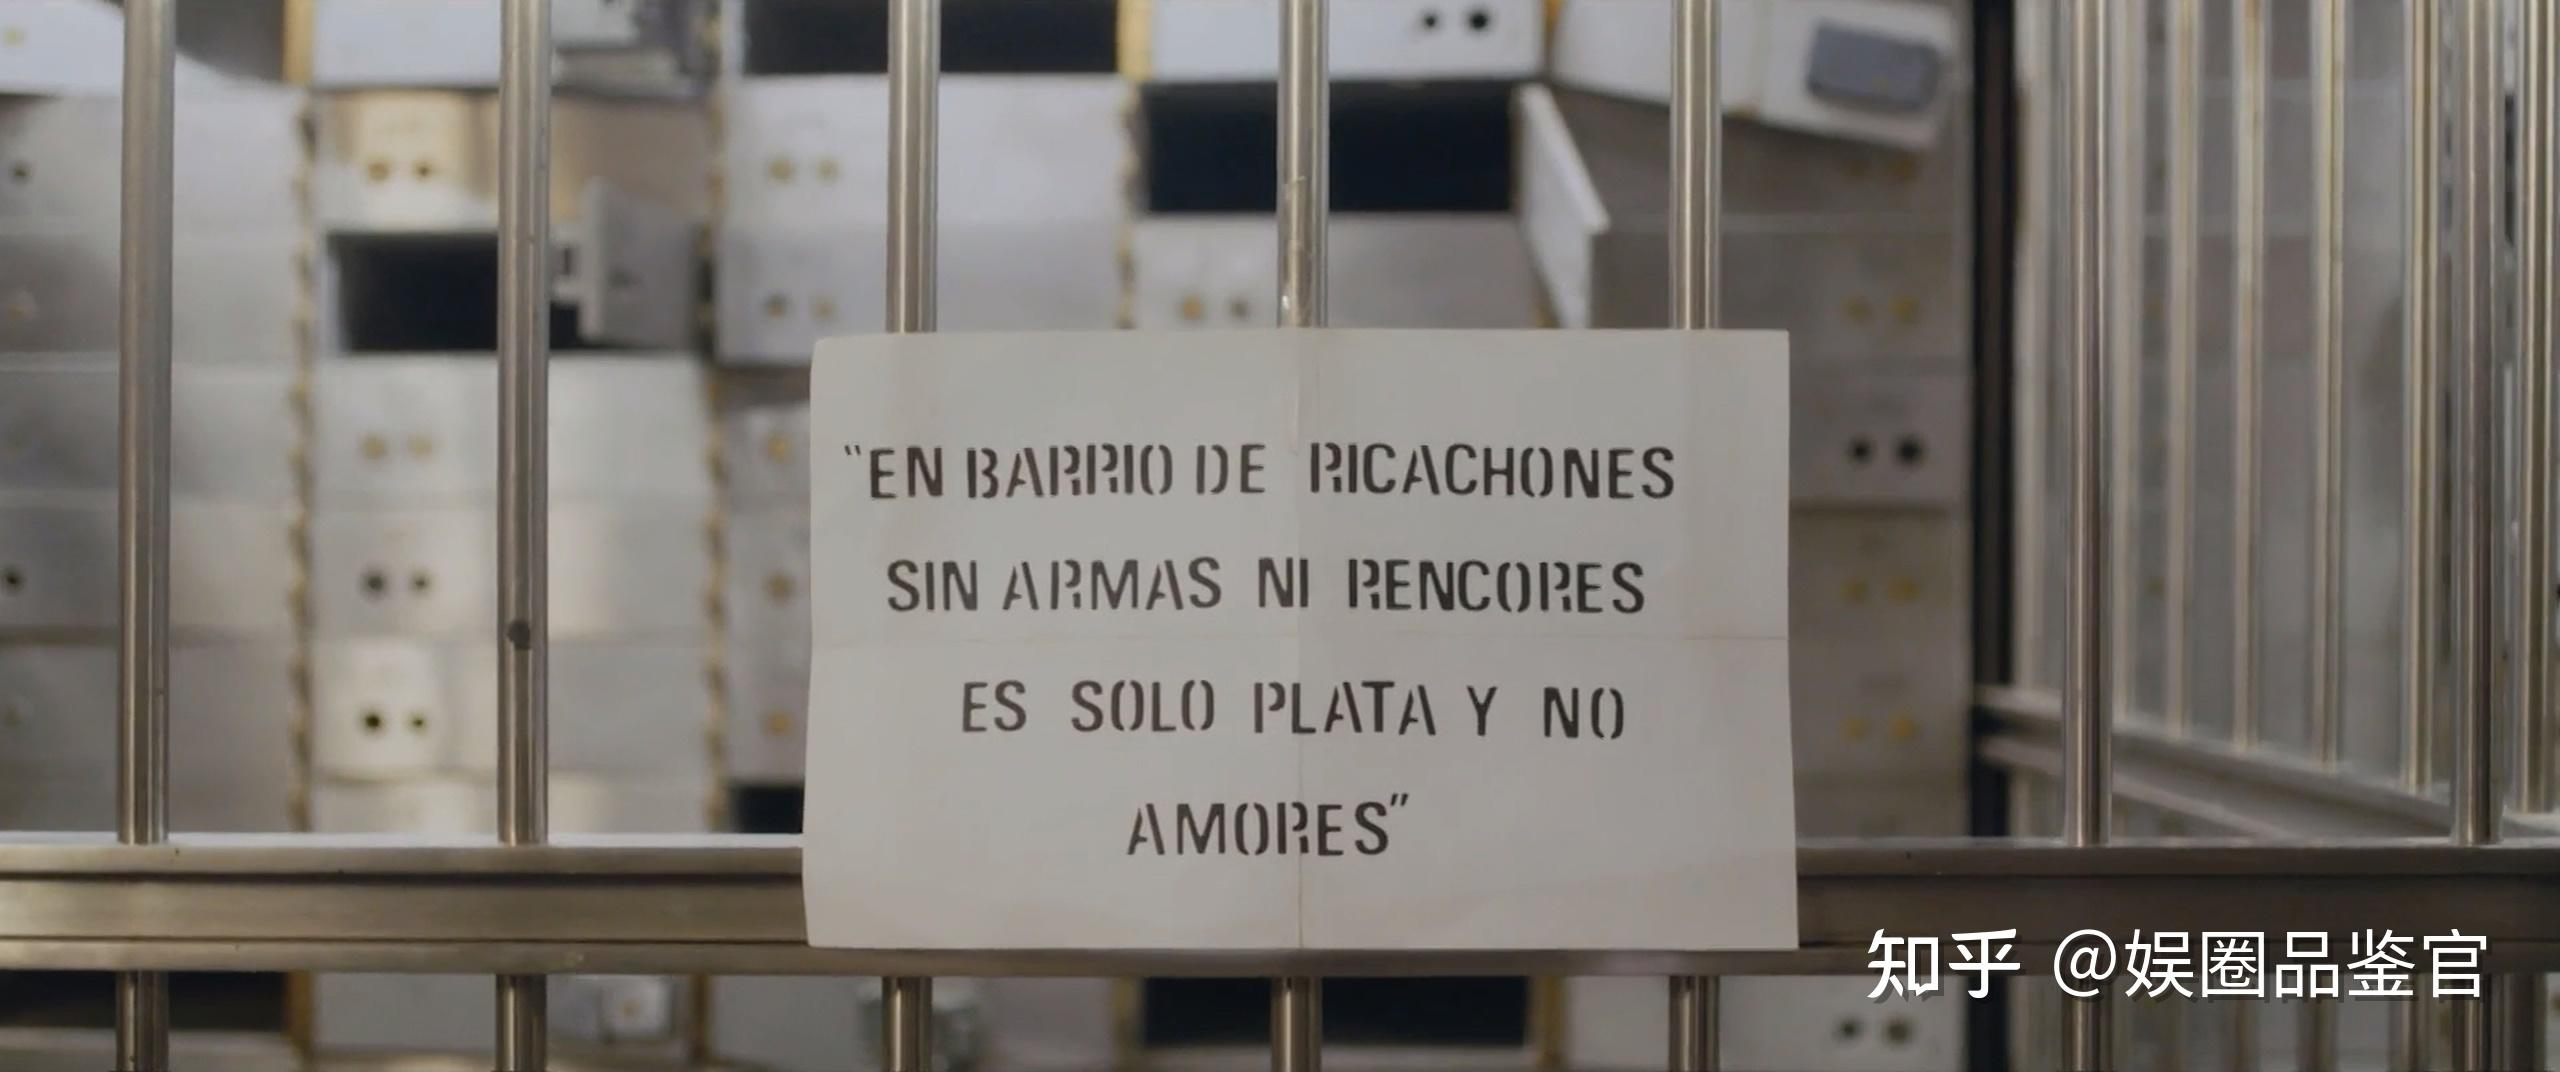 "EN BARRIO DE RICACHONES
SIN ARMAS NI RENCORES
ES SOLO PLATA Y NO
AMORES"
知乎 @娱圈品鉴官